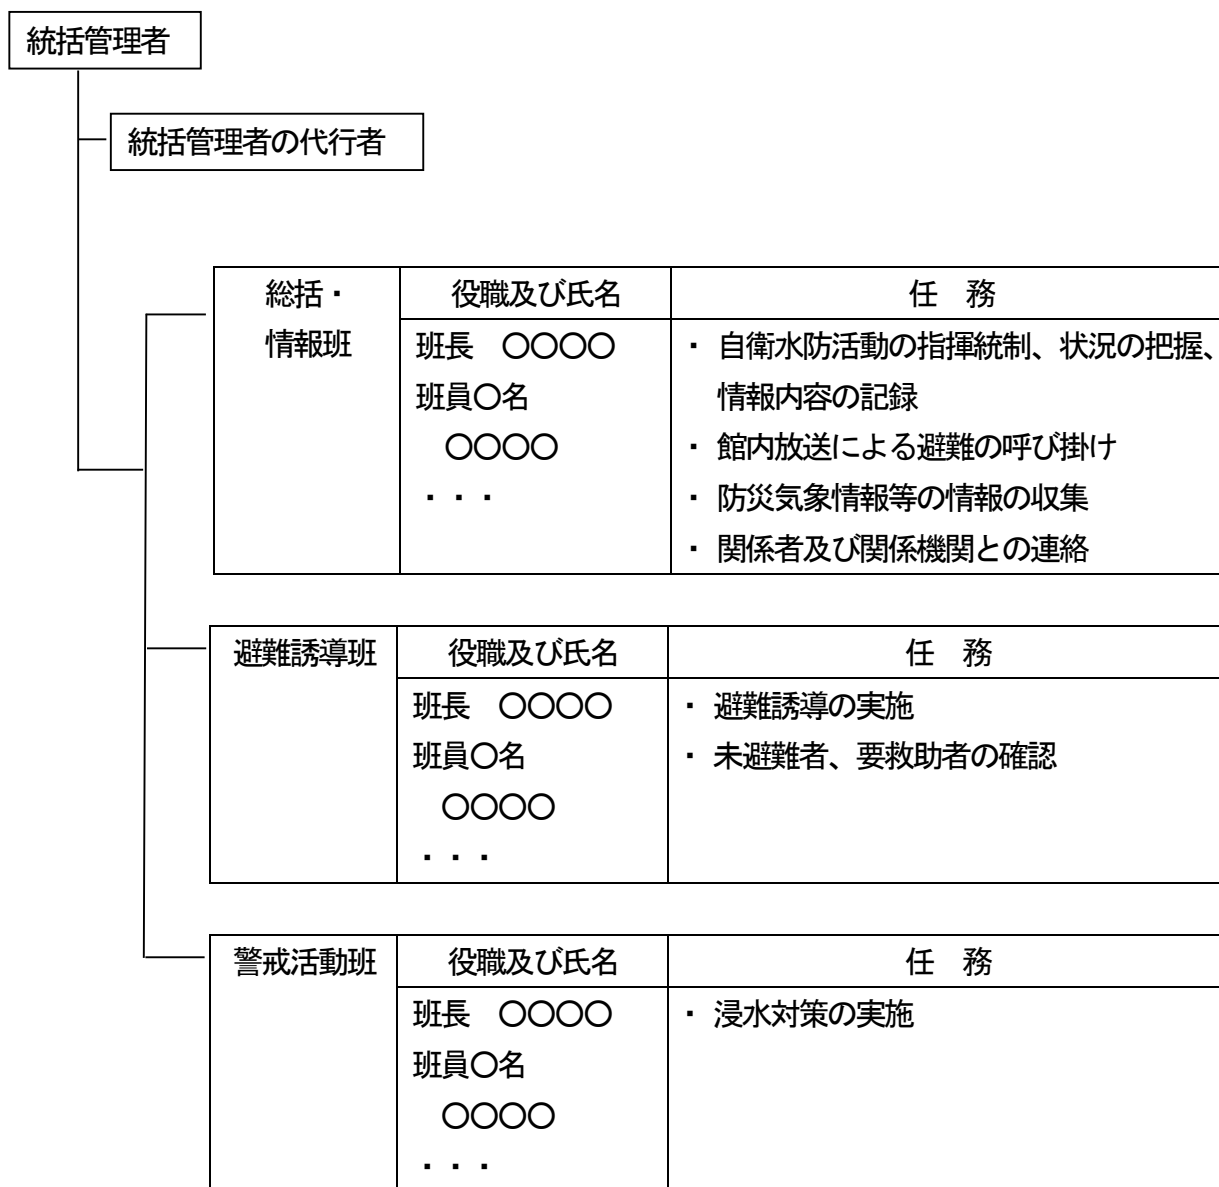 統括管理者
統括管理者の代行者
総括・
情報班
役職及び氏名
任　務
班長　〇〇〇〇
班員〇名
〇〇〇〇
・・・
・ 自衛水防活動の指揮統制、状況の把握、
情報内容の記録
・ 館内放送による避難の呼び掛け
・ 防災気象情報等の情報の収集
・ 関係者及び関係機関との連絡
避難誘導班
役職及び氏名
任　務
班長　〇〇〇〇
班員〇名
〇〇〇〇
・・・
・ 避難誘導の実施
・ 未避難者、要救助者の確認
警戒活動班
役職及び氏名
任　務
班長　〇〇〇〇
班員〇名
〇〇〇〇
・・・
・ 浸水対策の実施